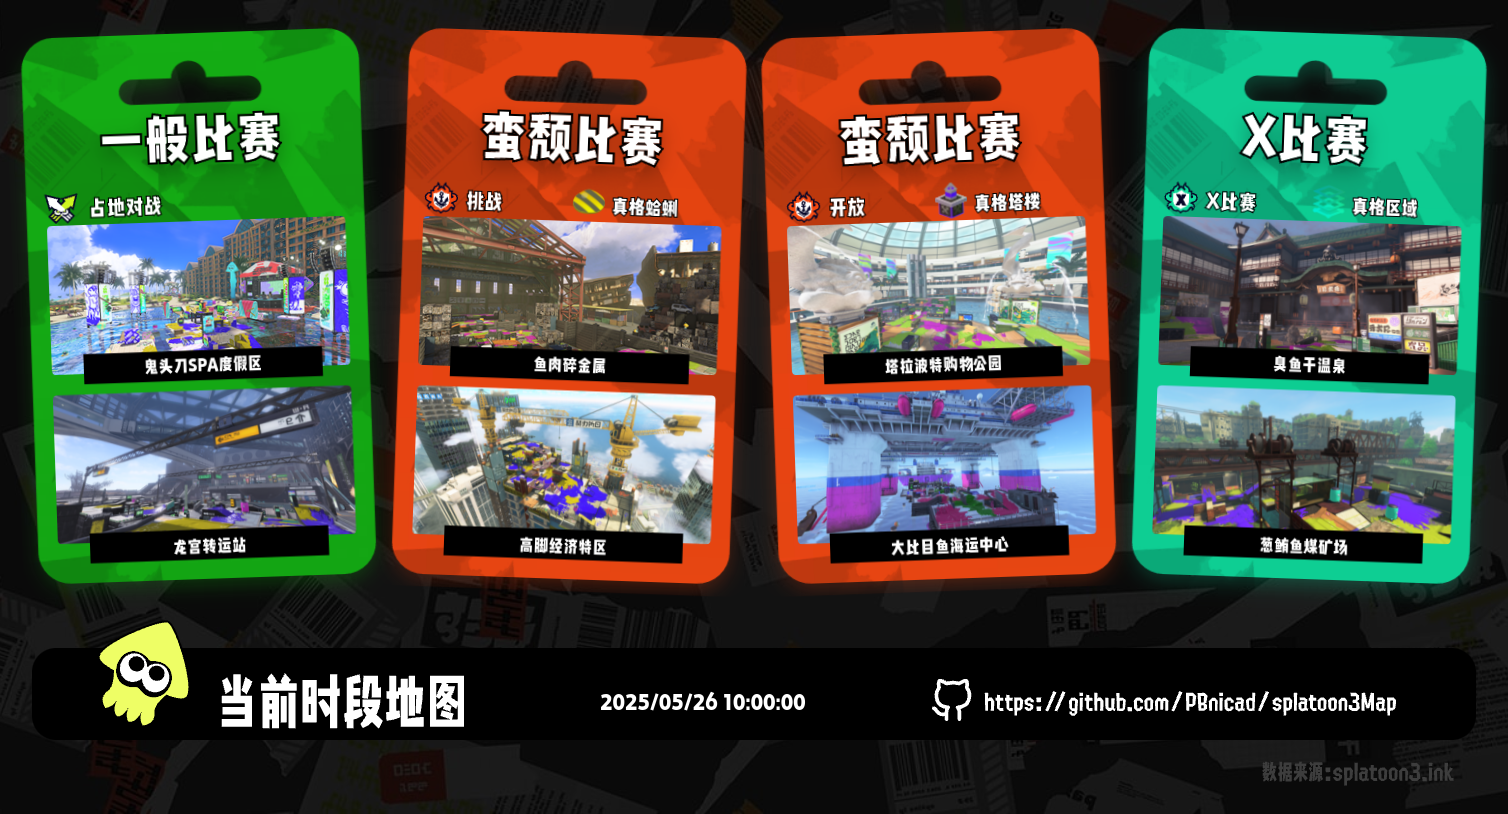 一般比赛
占地对战
鬼头刀SPA度假区
龙宫转运站
蛮颓比赛
挑战
真格蛤蜊
鱼肉碎金属
高脚经济特区
蛮颓比赛
开放
真格塔楼
塔拉波特购物公园
大比目鱼海运中心
X比赛
X比赛
真格区域
臭鱼干温泉
葱鲔鱼煤矿场
当前时段地图
2025/05/26 10:00:00
https://github.com/PBnicad/splatoon3Map
数据来源:splatoon3.ink